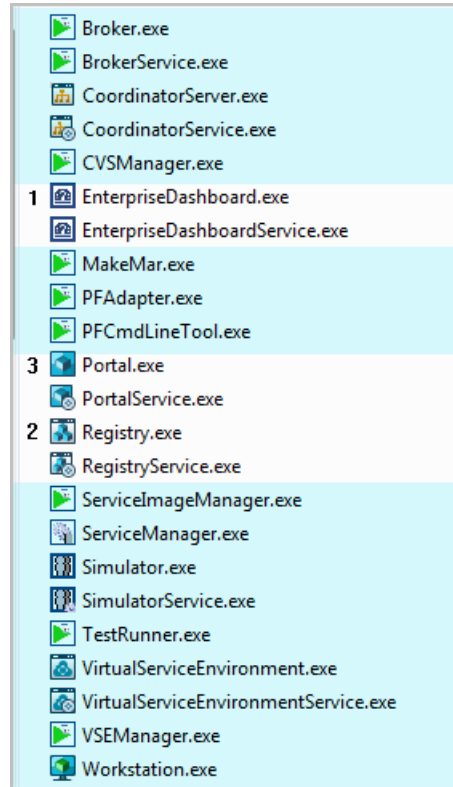 Broker.exe
BrokerService.exe
CoordinatorServer.exe
CoordinatorService.exe
CVSManager.exe
1 EnterpriseDashboard.exe
EnterpriseDashboardService.exe
MakeMar.exe
PFAdapter.exe
PFCmdLineTool.exe
3 Portal.exe
PortalService.exe
2 Registry.exe
RegistryService.exe
ServiceImageManager.exe
ServiceManager.exe
Simulator.exe
SimulatorService.exe
TestRunner.exe
VirtualServiceEnvironment.exe
VirtualServiceEnvironmentService.exe
VSEManager.exe
Workstation.exe